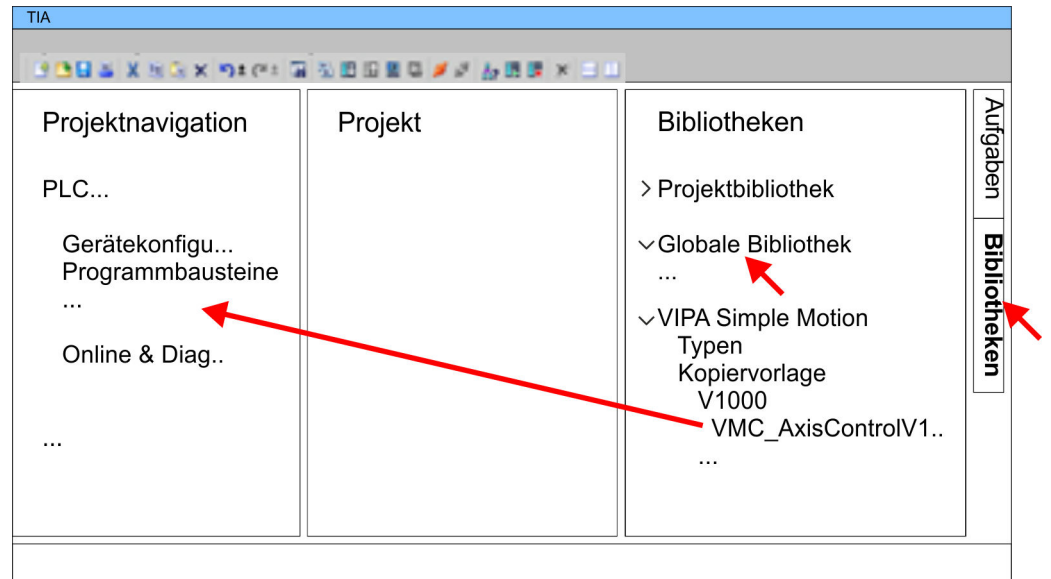 TIA
Projektnavigation
PLC...
Gerätekonfigu...
Programmbausteine
...
Online & Diag..
...
Projekt
Bibliotheken
Projektbibliothek
Globale Bibliothek
...
VIPA Simple Motion
Typen
Kopiervorlage
V1000
VMC_AxisControlV1..
...
Aufgaben
Bibliotheken